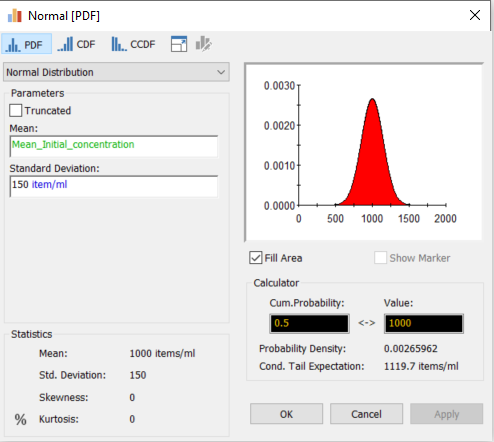 Normal [PDF]
PDF CDF CCDF
Normal Distribution
Parameters
Truncated
Mean:
Mean_Initial_concentration
Standard Deviation:
150 item/ml
Statistics
Mean: 1000 items/ml
Std. Deviation: 150
Skewness: 0
% Kurtosis: 0
0.0030
0.0020
0.0010
0.0000
0 500 1000 1500 2000
Fill Area Show Marker
Calculator
Cum.Probability: Value:
0.5 <-> 1000
Probability Density: 0.00265962
Cond. Tail Expectation: 1119.7 items/ml
OK Cancel Apply